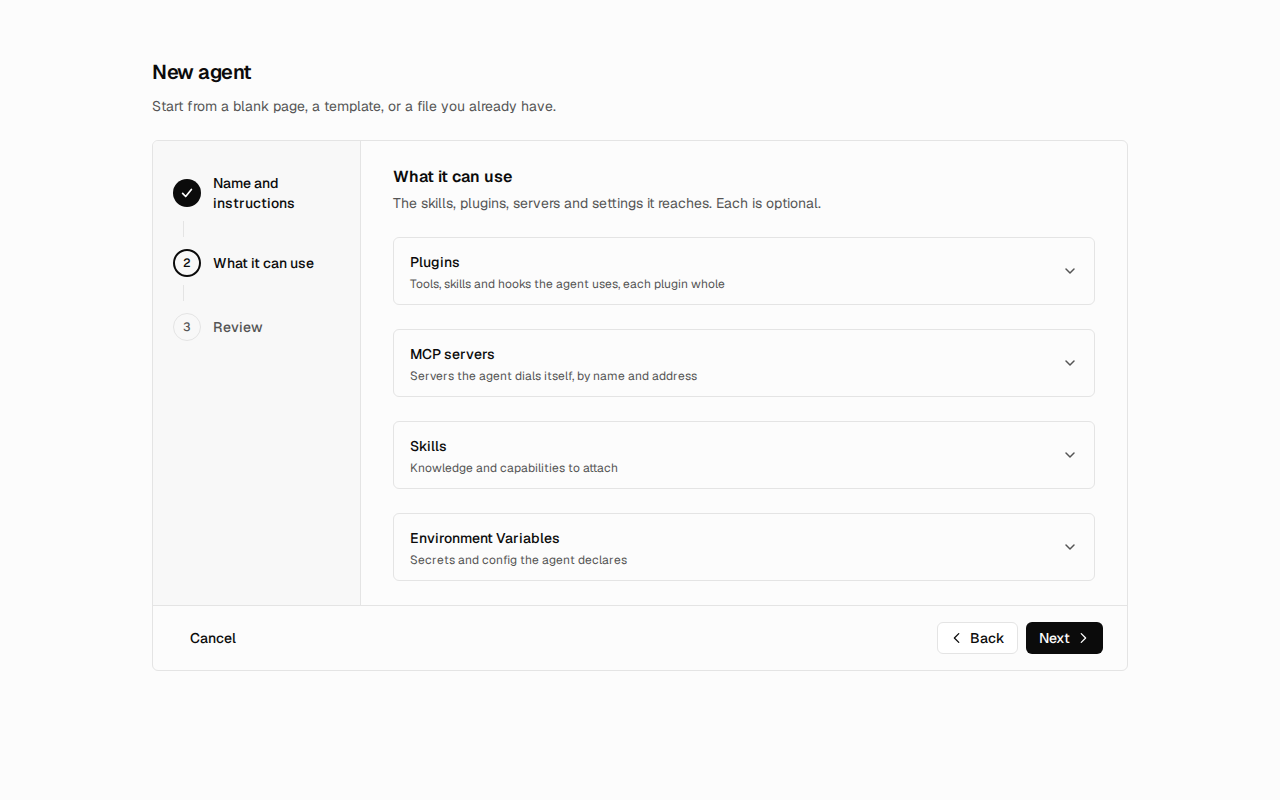 New agent
Start from a blank page, a template, or a file you already have.
Name and
instructions
2
What it can use
3
Review
What it can use
The skills, plugins, servers and settings it reaches. Each is optional.
Plugins
Tools, skills and hooks the agent uses, each plugin whole
MCP servers
Servers the agent dials itself, by name and address
Skills
Knowledge and capabilities to attach
Environment Variables
Secrets and config the agent declares
Cancel
Back
Next